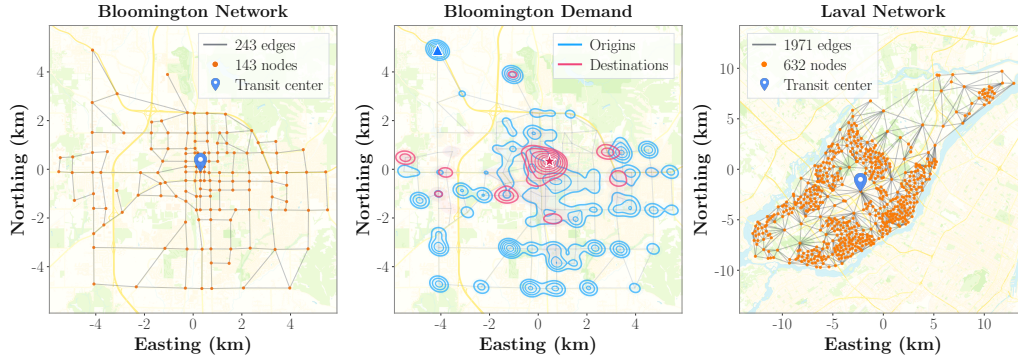 Bloomington Network
243 edges
143 nodes
Transit center
4
2
0
-2
-4
Northing (km)
-4 -2 0 2 4
Easting (km)
Bloomington Demand
Origins
Destinations
4
2
0
-2
-4
Northing (km)
-4 -2 0 2 4
Easting (km)
Laval Network
1971 edges
632 nodes
Transit center
10
5
0
-5
-10
Northing (km)
-10 -5 0 5 10
Easting (km)